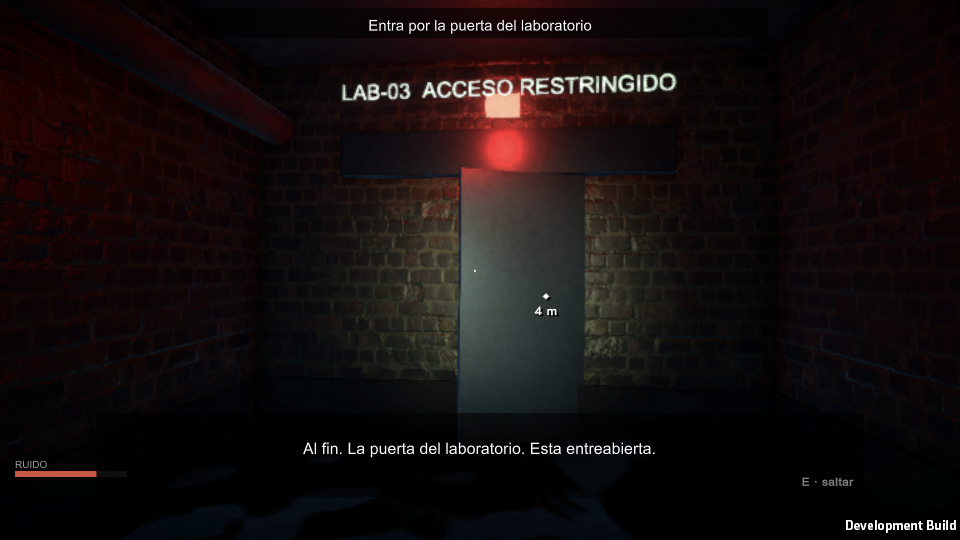 Entra por la puerta del laboratorio
LAB-03 ACCESO RESTRINGIDO
4 m
Al fin. La puerta del laboratorio. Esta entreabierta.
RUIDO
E · saltar
Development Build